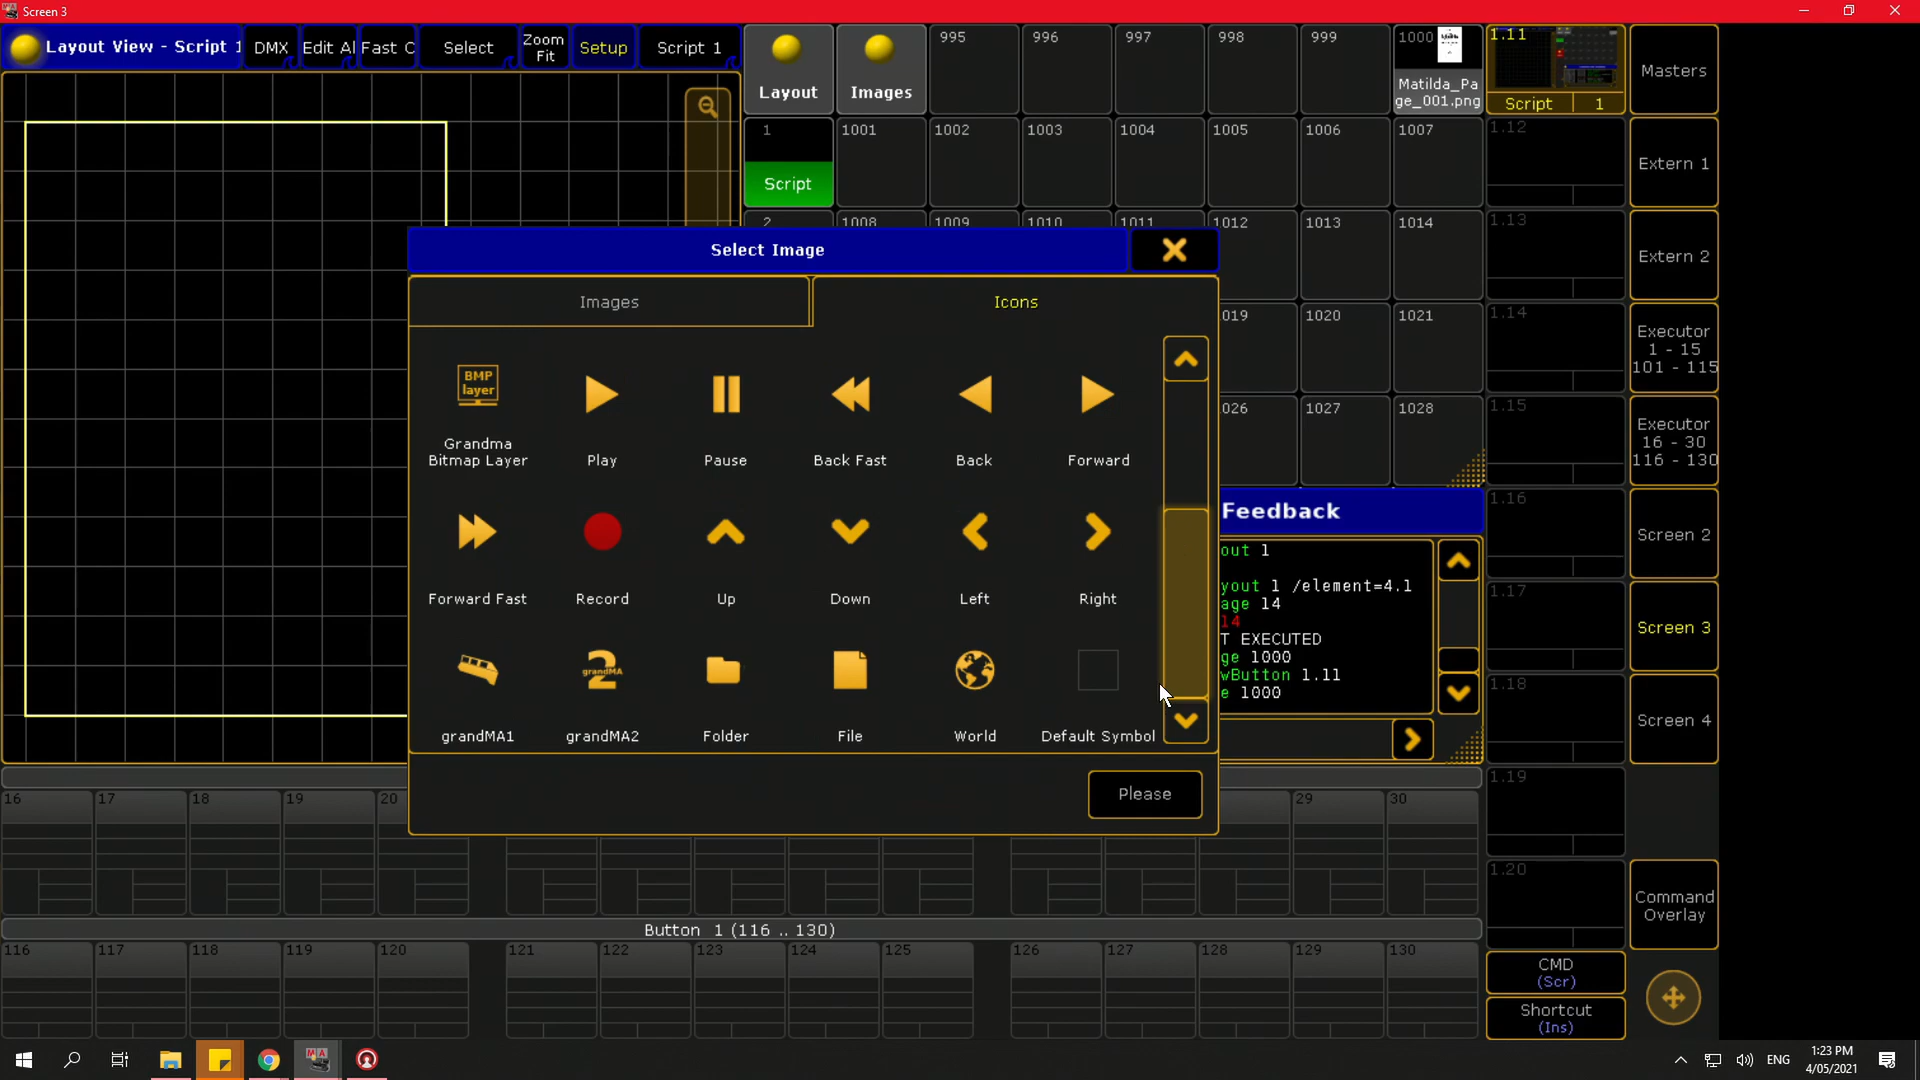 Screen 3
Layout View - Script 1
DMX
Edit Al
Fast C
Select
Zoom
Fit
Setup
Script 1
Layout
Images
995
996
997
998
999
1000
Matilda_Pa
ge_001.png
1.11
Script 1
Masters
1
Script
1001
1002
1003
1004
1005
1006
1007
1.12
Extern 1
2
1008
1009
1010
1011
1012
1013
1014
1.13
Extern 2
Select Image
Images
Icons
019
1020
1021
1.14
Executor
1 - 15
101 - 115
BMP
layer
Grandma
Bitmap Layer
Play
Pause
Back Fast
Back
Forward
026
1027
1028
1.15
Executor
16 - 30
116 - 130
Forward Fast
Record
Up
Down
Left
Right
Feedback
out 1
yout 1 /element=4.1
age 14
14
T EXECUTED
ge 1000
wButton 1.11
e 1000
1.16
Screen 2
1.17
Screen 3
1.18
Screen 4
2
grandMA
grandMA1
grandMA2
Folder
File
World
Default Symbol
Please
16
17
18
19
20
29
30
1.19
1.20
Command
Overlay
Button 1 (116 .. 130)
116
117
118
119
120
121
122
123
124
125
126
127
128
129
130
CMD
(Scr)
Shortcut
(Ins)
MA
ENG
1:23 PM
4/05/2021